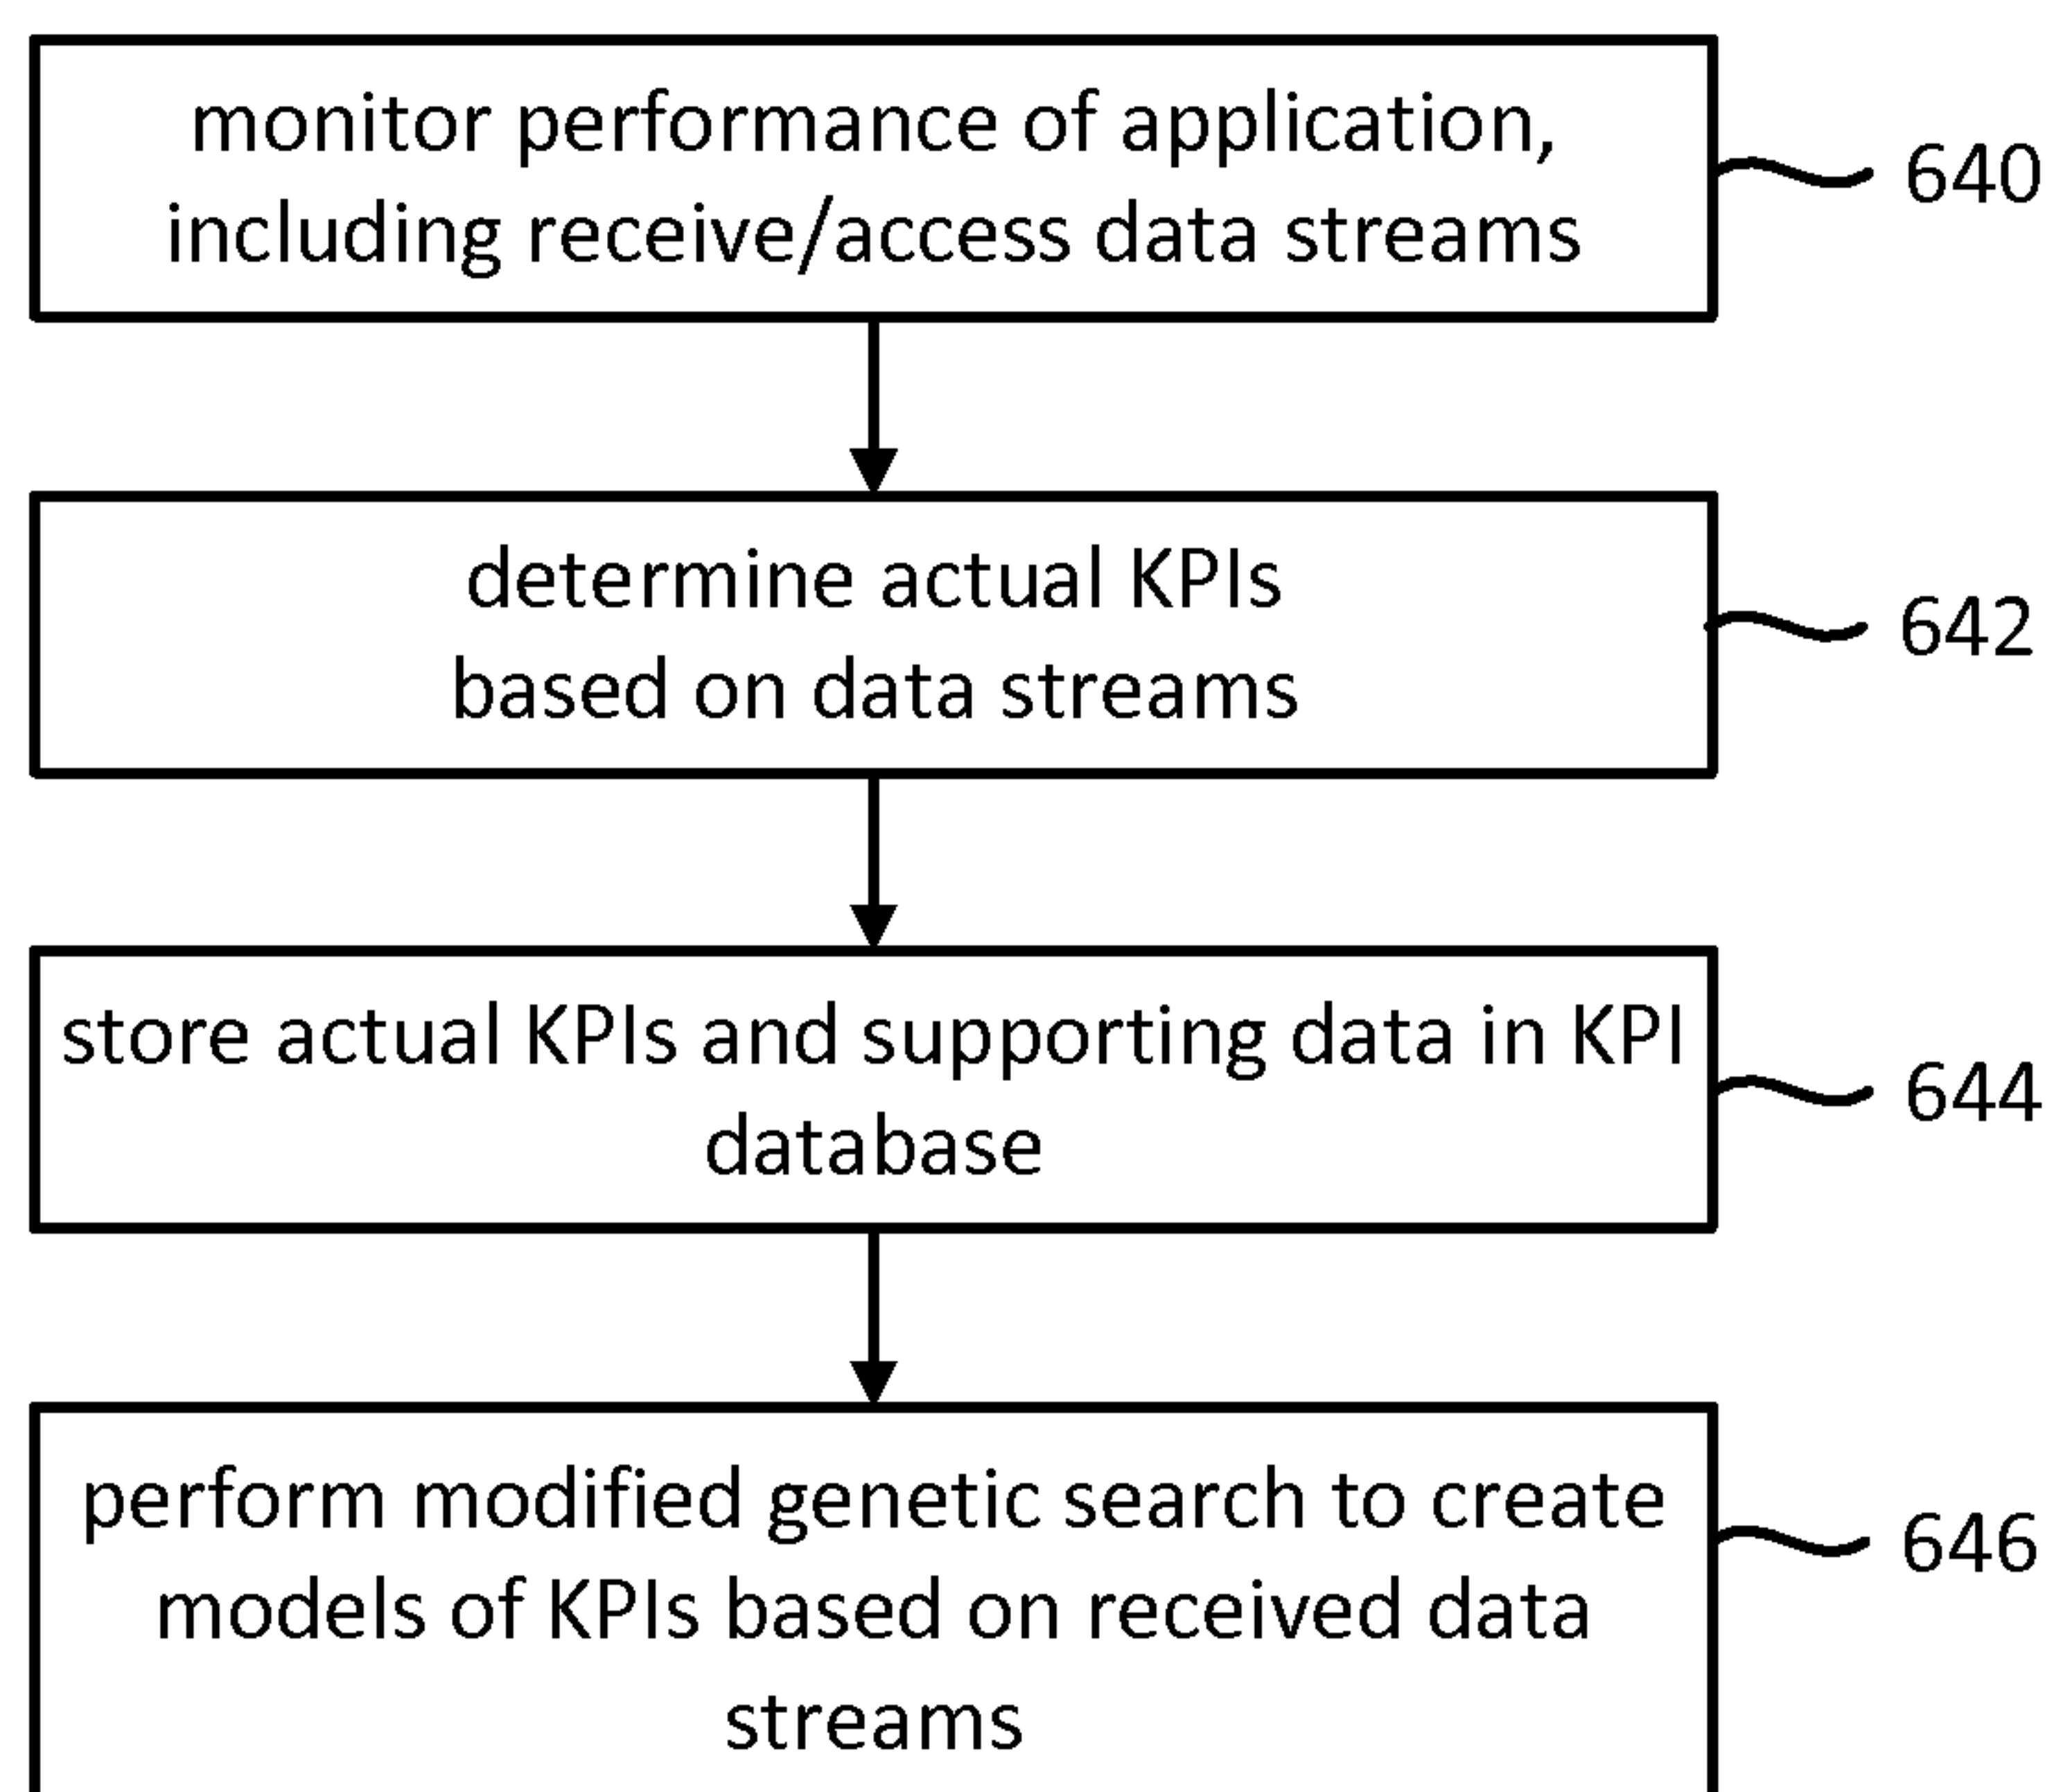 monitor performance of application,
including receive/access data streams
640
determine actual KPIs
based on data streams
642
store actual KPIs and supporting data in KPI
database
644
perform modified genetic search to create
models of KPIs based on received data
streams
646